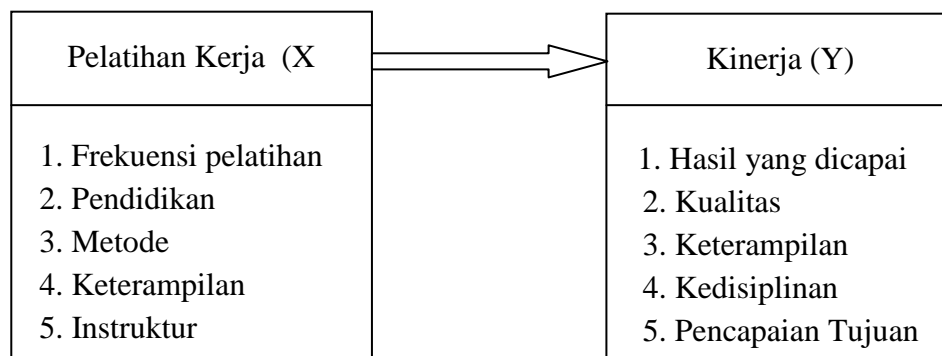 Pelatihan Kerja (X
1. Frekuensi pelatihan
2. Pendidikan
3. Metode
4. Keterampilan
5. Instruktur
Kinerja (Y)
1. Hasil yang dicapai
2. Kualitas
3. Keterampilan
4. Kedisiplinan
5. Pencapaian Tujuan